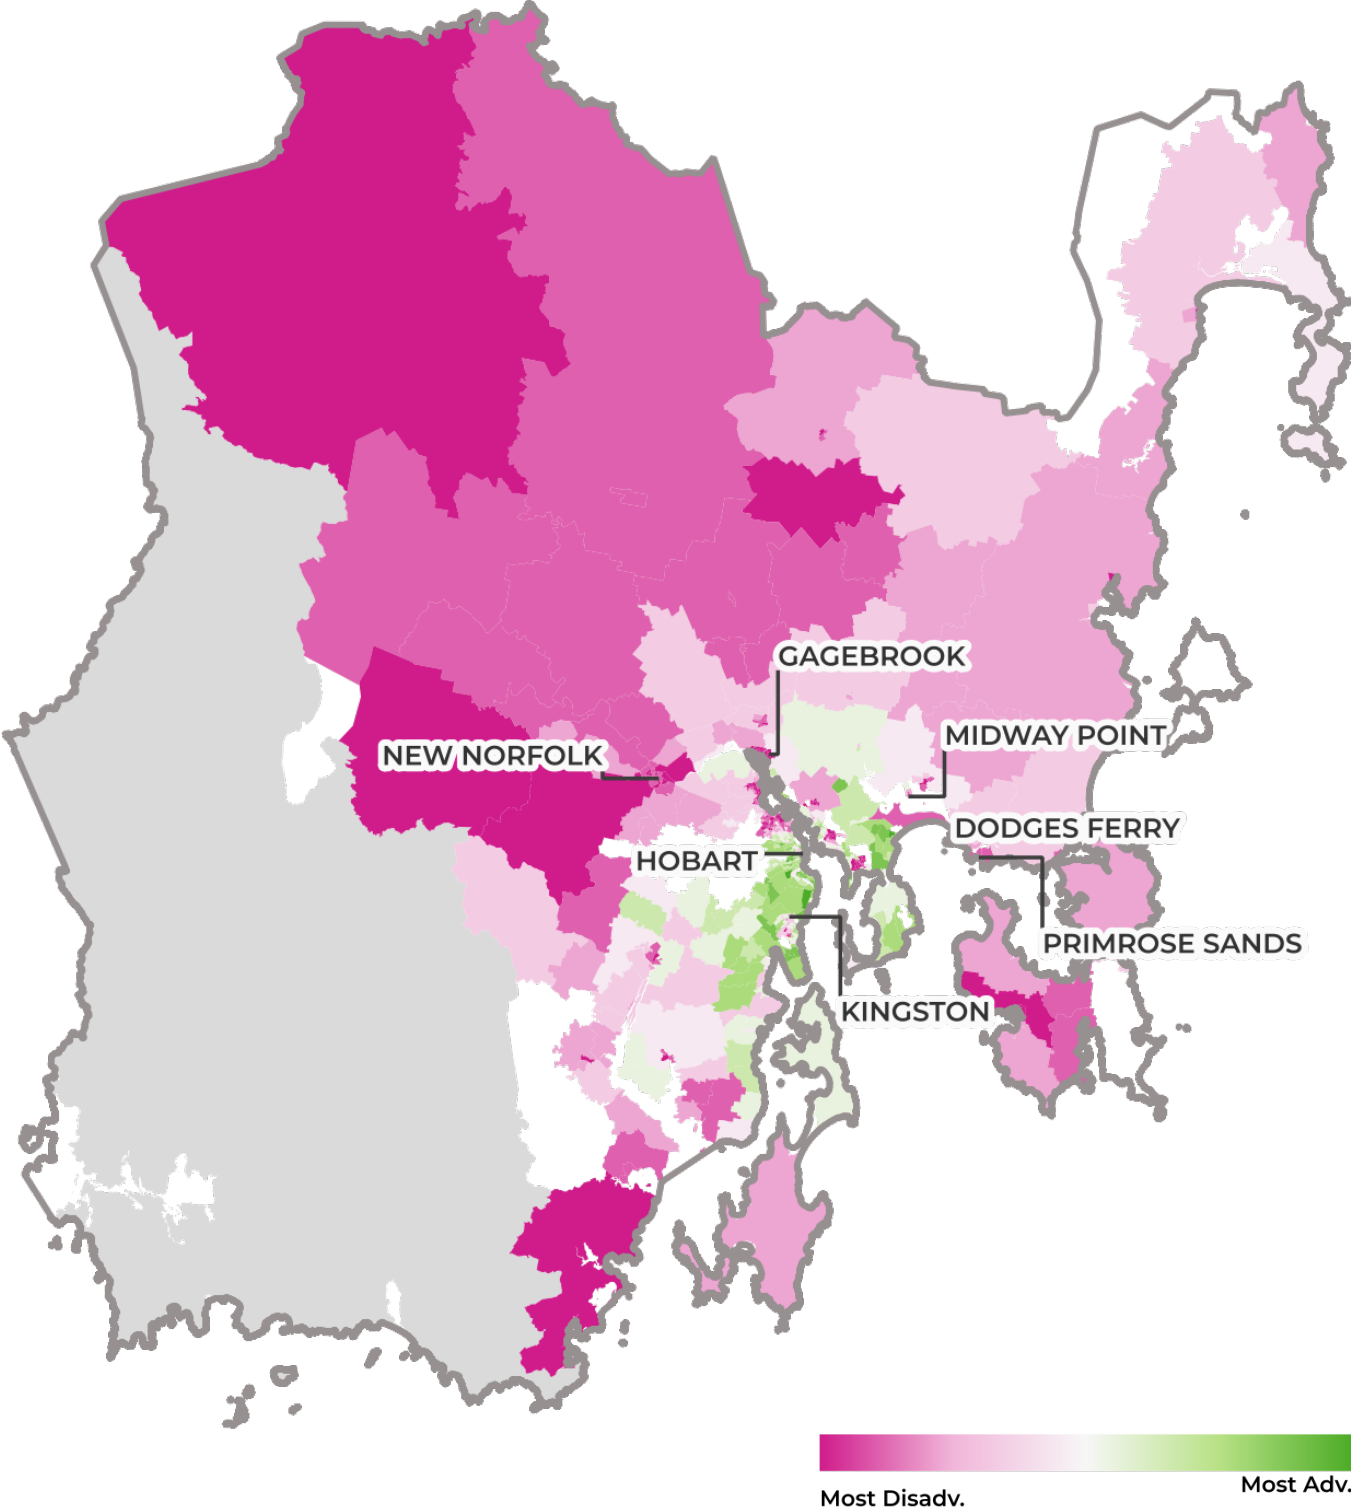 GAGEBROOK
MIDWAY POINT
NEW NORFOLK
DODGES FERRY
HOBART
PRIMROSE SANDS
KINGSTON
Most Disadv.
Most Adv.